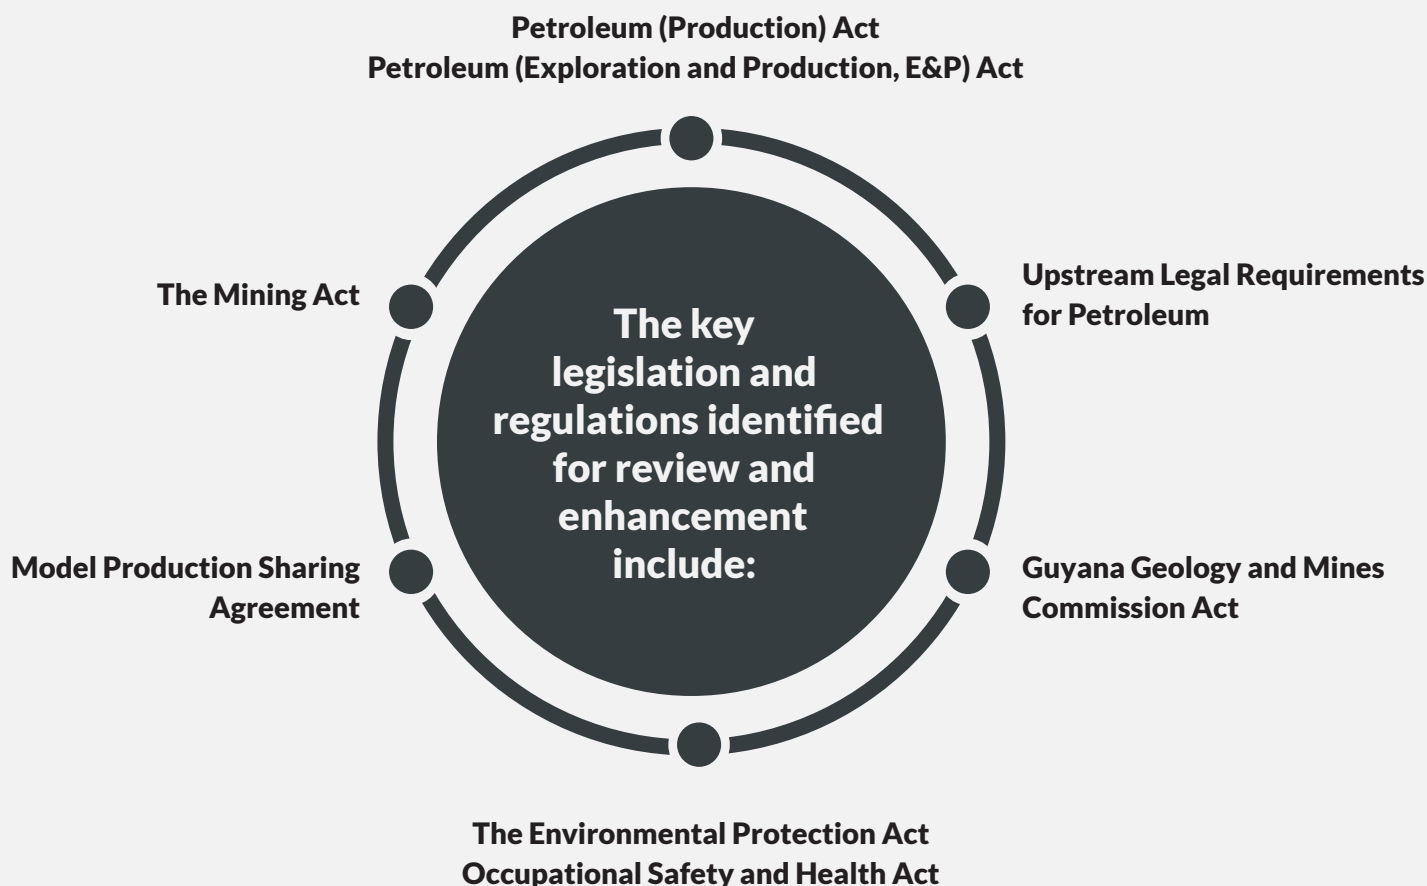 Petroleum (Production) Act
Petroleum (Exploration and Production, E&P) Act
The Mining Act
Upstream Legal Requirements
for Petroleum
The key
legislation and
regulations identified
for review and
enhancement
include:
Model Production Sharing
Agreement
Guyana Geology and Mines
Commission Act
The Environmental Protection Act
Occupational Safety and Health Act